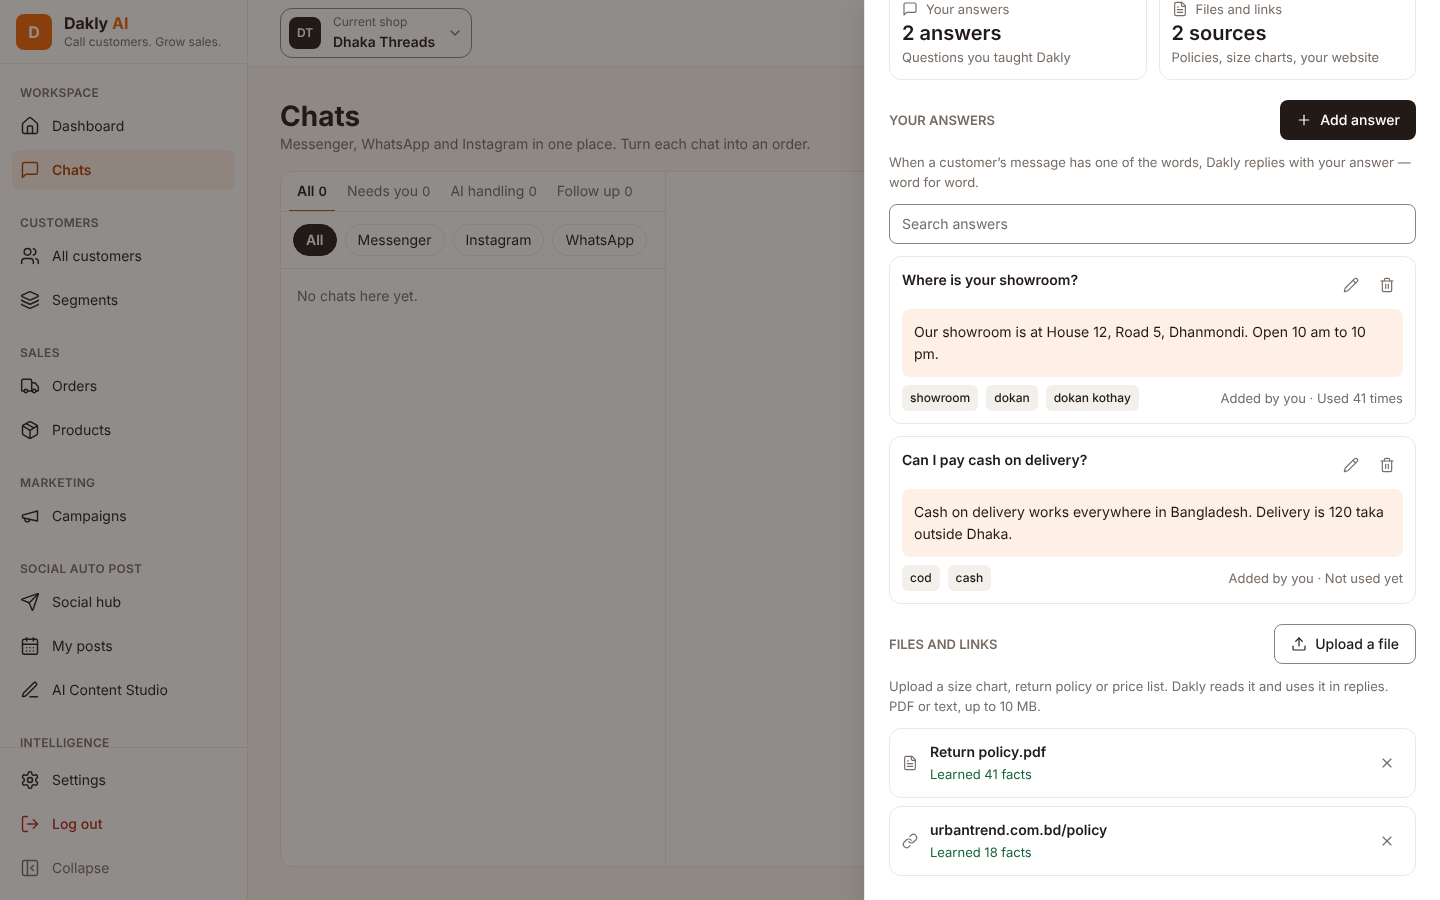 D
Dakly AI
Call customers. Grow sales.
WORKSPACE
Dashboard
Chats
CUSTOMERS
All customers
Segments
SALES
Orders
Products
MARKETING
Campaigns
SOCIAL AUTO POST
Social hub
My posts
AI Content Studio
INTELLIGENCE
Settings
Log out
Collapse
DT
Current shop
Dhaka Threads
Chats
Messenger, WhatsApp and Instagram in one place. Turn each chat into an order.
All 0 Needs you 0 AI handling 0 Follow up 0
All Messenger Instagram WhatsApp
No chats here yet.
Your answers
2 answers
Questions you taught Dakly
Files and links
2 sources
Policies, size charts, your website
YOUR ANSWERS
Add answer
When a customer’s message has one of the words, Dakly replies with your answer —
word for word.
Search answers
Where is your showroom?
Our showroom is at House 12, Road 5, Dhanmondi. Open 10 am to 10
pm.
showroom dokan dokan kothay Added by you · Used 41 times
Can I pay cash on delivery?
Cash on delivery works everywhere in Bangladesh. Delivery is 120 taka
outside Dhaka.
cod cash Added by you · Not used yet
FILES AND LINKS
Upload a file
Upload a size chart, return policy or price list. Dakly reads it and uses it in replies.
PDF or text, up to 10 MB.
Return policy.pdf
Learned 41 facts
urbantrend.com.bd/policy
Learned 18 facts